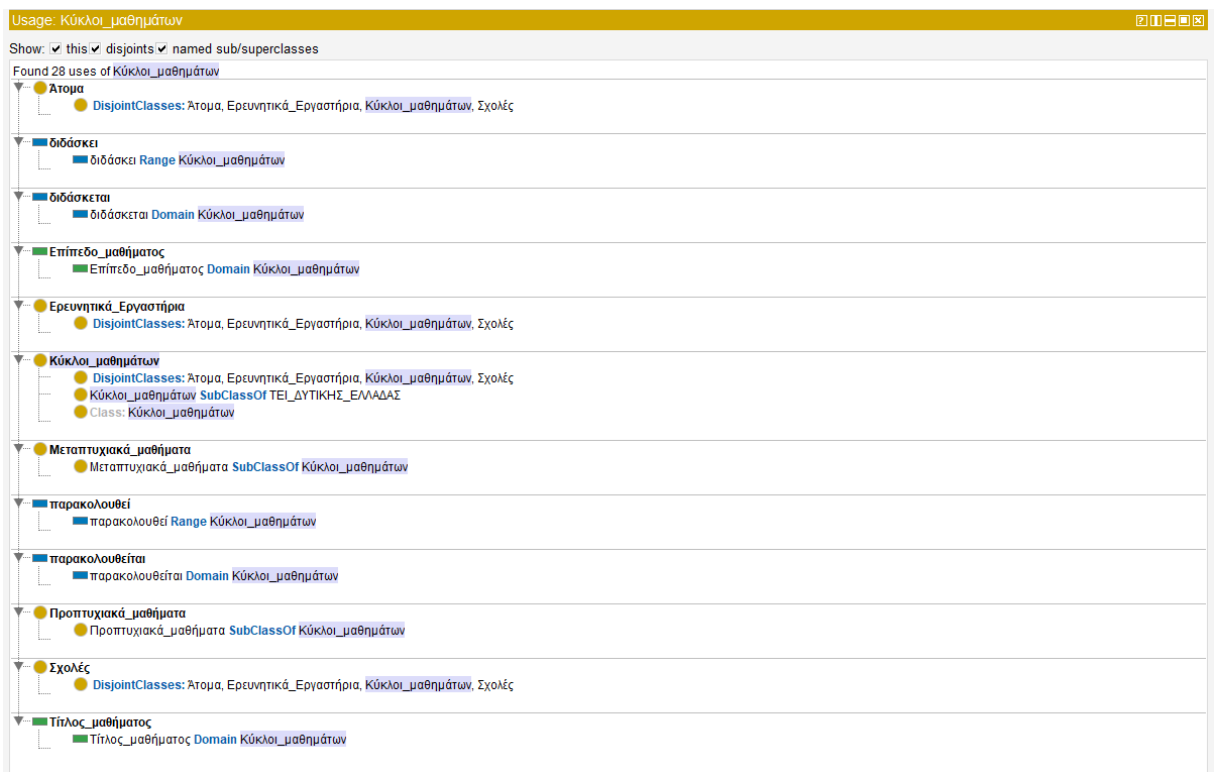 Usage: Κύκλοι_μαθημάτων
Show: this disjoints named sub/superclasses
Found 28 uses of Κύκλοι_μαθημάτων
Άτομα
DisjointClasses: Άτομα, Ερευνητικά_Εργαστήρια, Κύκλοι_μαθημάτων, Σχολές
διδάσκει
διδάσκει Range Κύκλοι_μαθημάτων
διδάσκεται
διδάσκεται Domain Κύκλοι_μαθημάτων
Επίπεδο_μαθήματος
Επίπεδο_μαθήματος Domain Κύκλοι_μαθημάτων
Ερευνητικά_Εργαστήρια
DisjointClasses: Άτομα, Ερευνητικά_Εργαστήρια, Κύκλοι_μαθημάτων, Σχολές
Κύκλοι_μαθημάτων
DisjointClasses: Άτομα, Ερευνητικά_Εργαστήρια, Κύκλοι_μαθημάτων, Σχολές
Κύκλοι_μαθημάτων SubClassOf ΤΕΙ_ΔΥΤΙΚΗΣ_ΕΛΛΑΔΑΣ
Class: Κύκλοι_μαθημάτων
Μεταπτυχιακά_μαθήματα
Μεταπτυχιακά_μαθήματα SubClassOf Κύκλοι_μαθημάτων
παρακολουθεί
παρακολουθεί Range Κύκλοι_μαθημάτων
παρακολουθείται
παρακολουθείται Domain Κύκλοι_μαθημάτων
Προπτυχιακά_μαθήματα
Προπτυχιακά_μαθήματα SubClassOf Κύκλοι_μαθημάτων
Σχολές
DisjointClasses: Άτομα, Ερευνητικά_Εργαστήρια, Κύκλοι_μαθημάτων, Σχολές
Τίτλος_μαθήματος
Τίτλος_μαθήματος Domain Κύκλοι_μαθημάτων